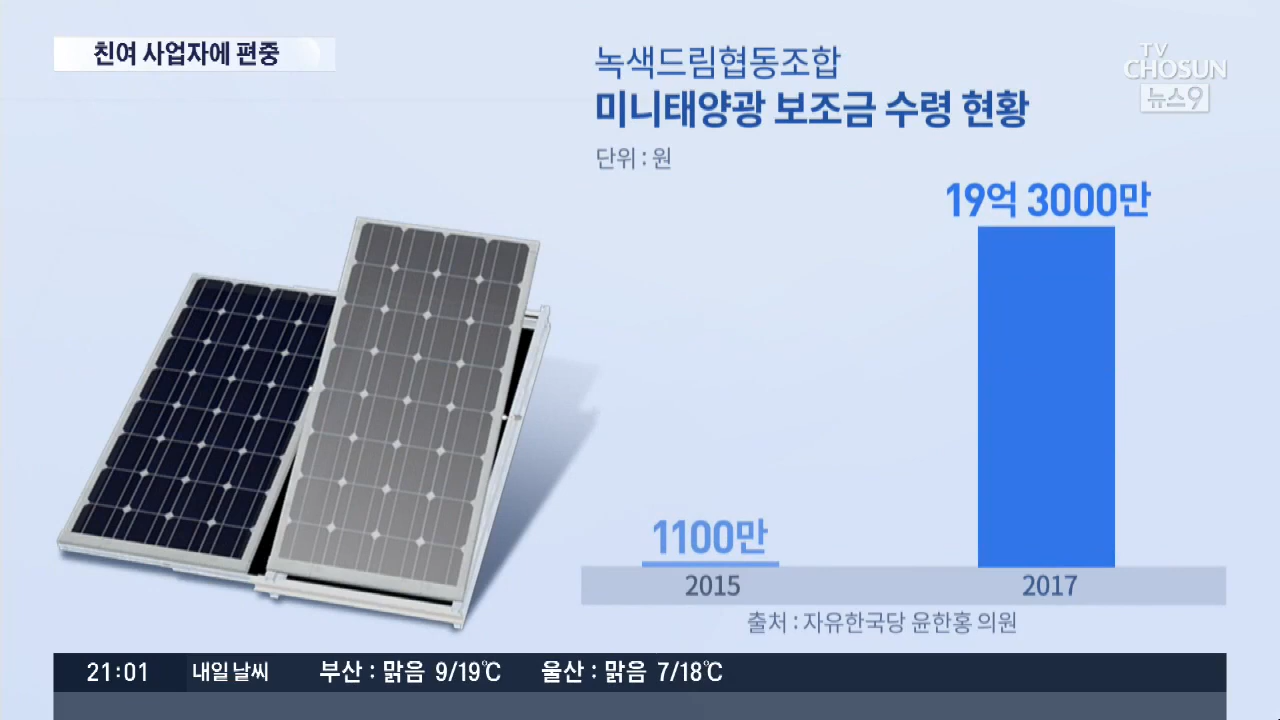 친여 사업자에 편중
녹색드림협동조합
미니태양광 보조금 수령 현황
단위 : 원
TV
CHOSUN
뉴스9
19억 3000만
1100만
2015
2017
출처 : 자유한국당 윤한홍 의원
21:01 내일 날씨 부산 : 맑음 9/19℃ 울산 : 맑음 7/18℃